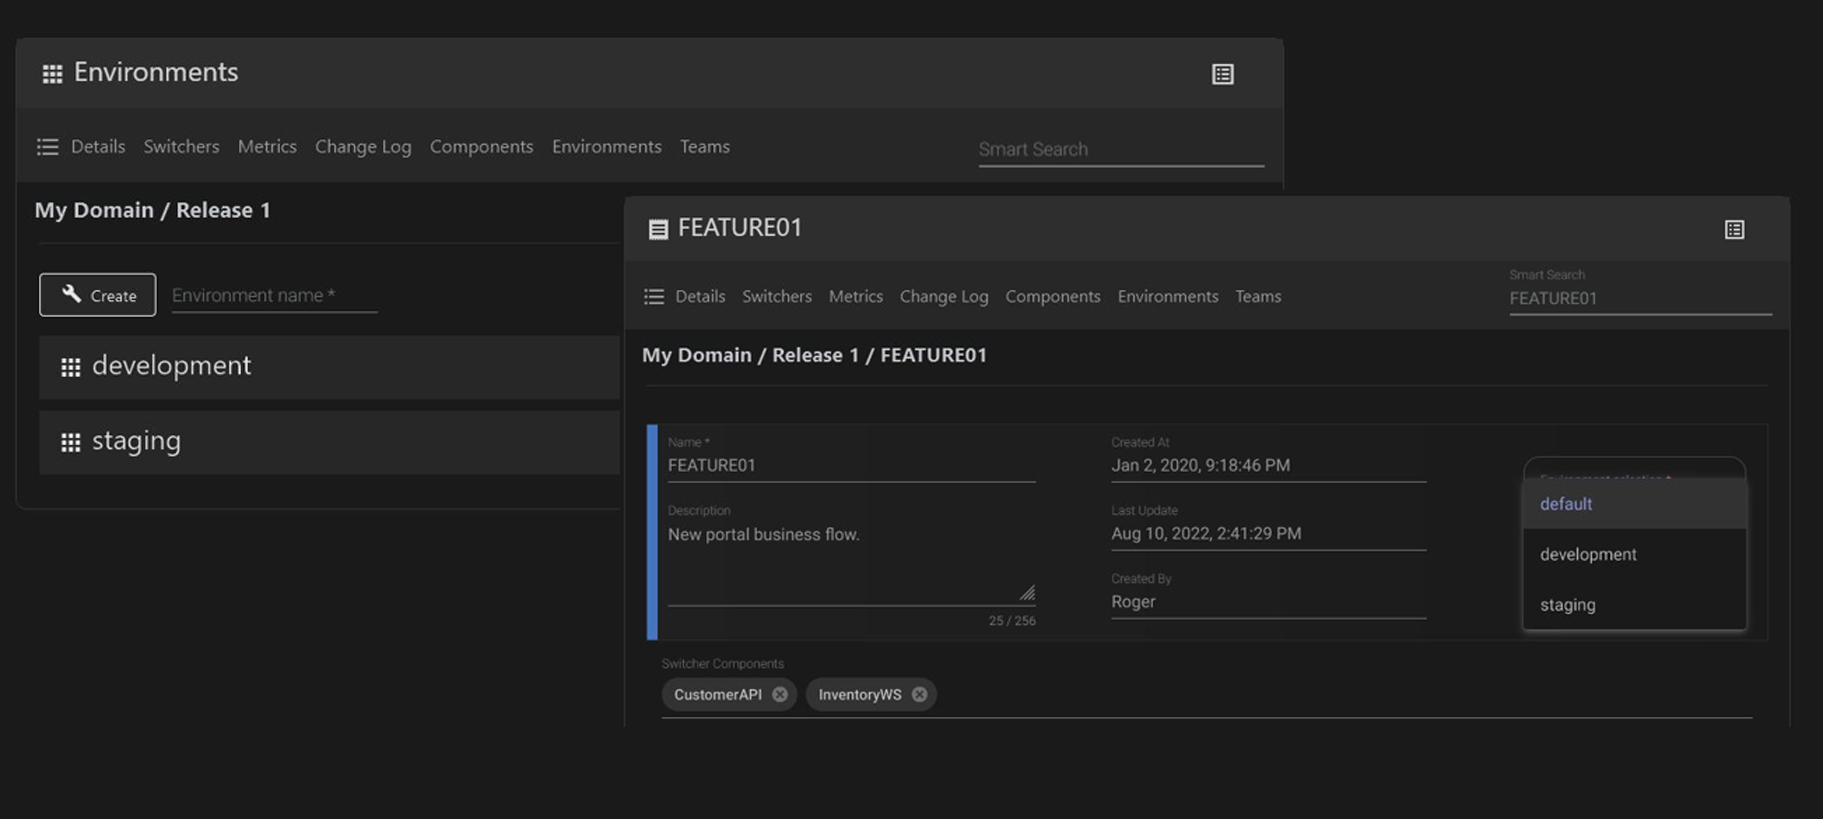 Environments
Details Switchers Metrics Change Log Components Environments Teams
Smart Search
My Domain / Release 1
Create
Environment name *
development
staging
FEATURE01
Details Switchers Metrics Change Log Components Environments Teams
Smart Search
FEATURE01
My Domain / Release 1 / FEATURE01
Name *
FEATURE01
Description
New portal business flow.
25 / 256
Created At
Jan 2, 2020, 9:18:46 PM
Last Update
Aug 10, 2022, 2:41:29 PM
Created By
Roger
Environment selection *
default
development
staging
Switcher Components
CustomerAPI
InventoryWS